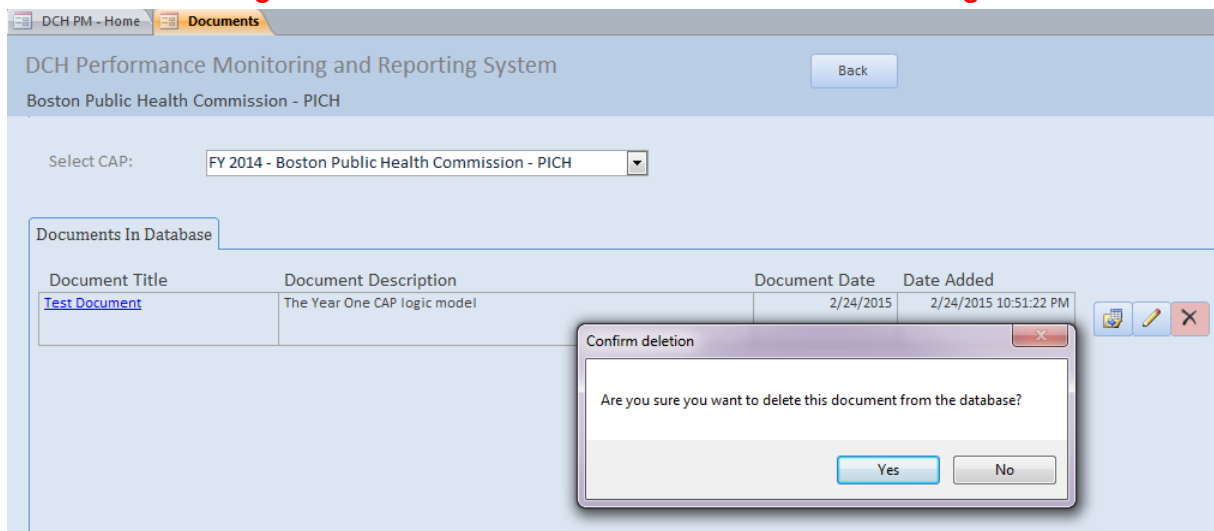 DCH PM - Home Documents
DCH Performance Monitoring and Reporting System
Back
Boston Public Health Commission - PICH
Select CAP: FY 2014 - Boston Public Health Commission - PICH
Documents In Database
Document Title Document Description Document Date Date Added
Test Document The Year One CAP logic model 2/24/2015 2/24/2015 10:51:22 PM
Confirm deletion
Are you sure you want to delete this document from the database?
Yes No